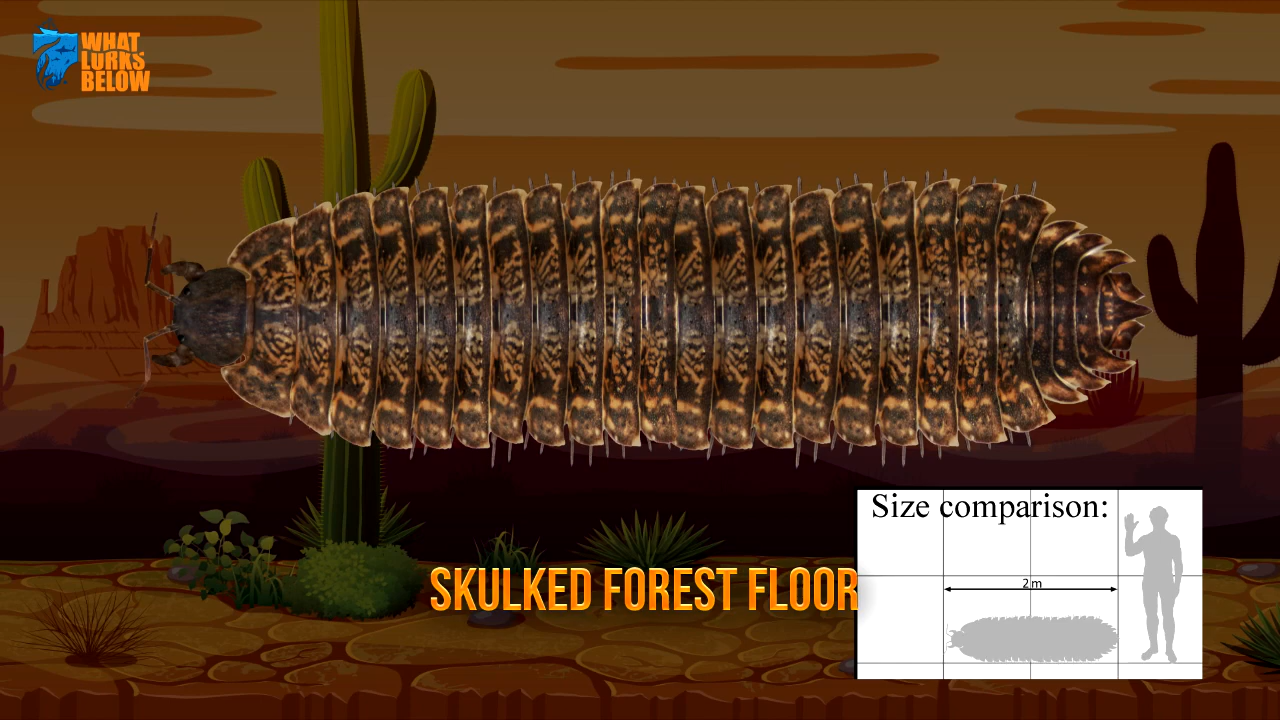 WHAT
LURKS
BELOW
Size comparison:
2 m
SKULKED FOREST FLOOR